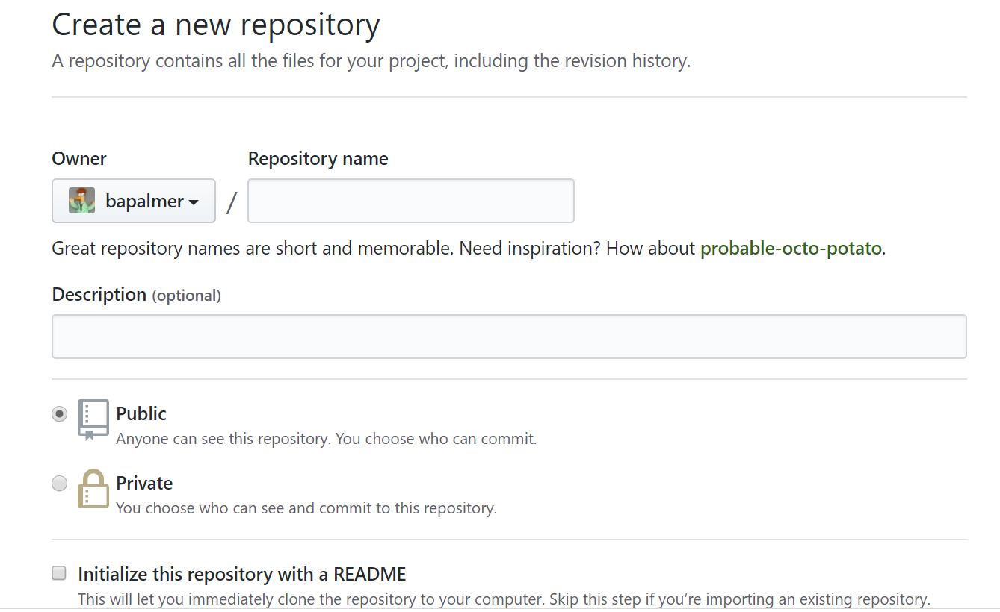 Create a new repository
A repository contains all the files for your project, including the revision history.
Owner
Repository name
bapalmer
/
Great repository names are short and memorable. Need inspiration? How about probable-octo-potato.
Description (optional)
Public
Anyone can see this repository. You choose who can commit.
Private
You choose who can see and commit to this repository.
Initialize this repository with a README
This will let you immediately clone the repository to your computer. Skip this step if you’re importing an existing repository.